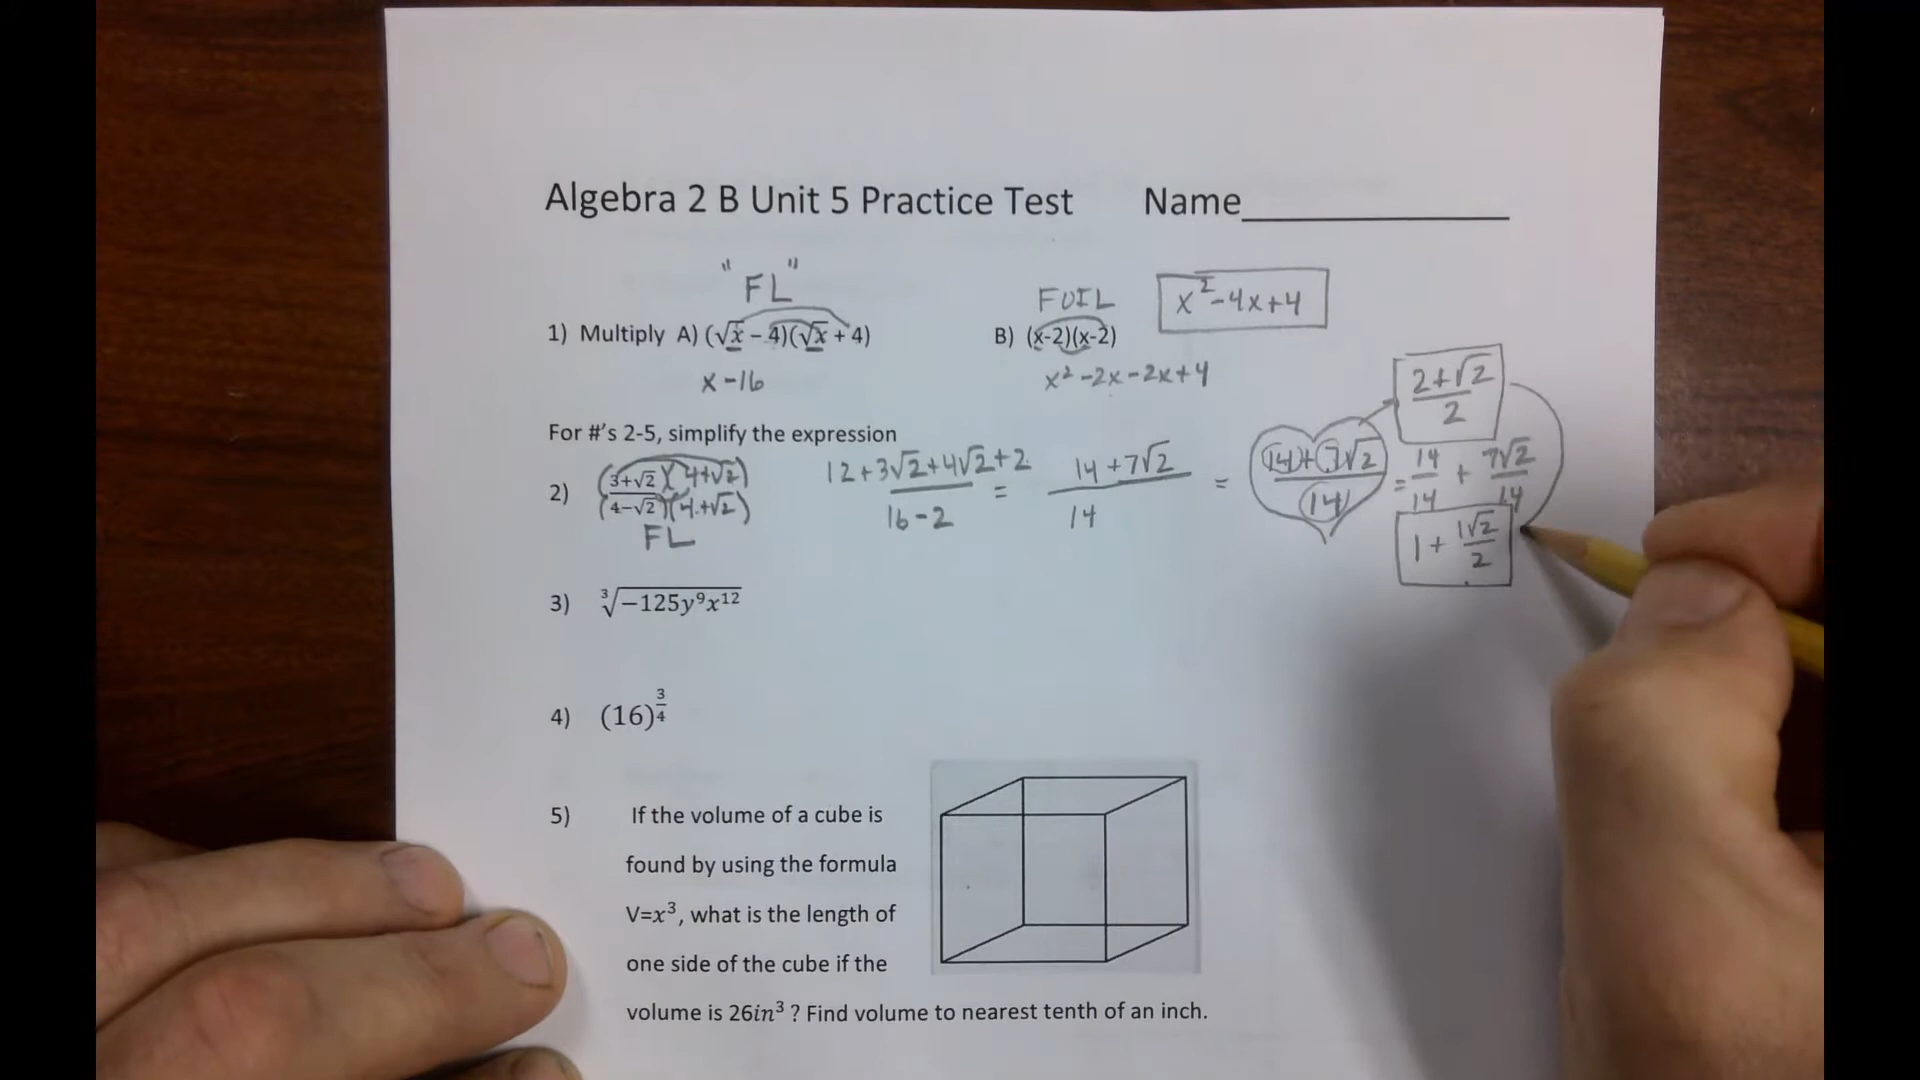 Algebra 2 B Unit 5 Practice Test Name______________
"FL"
1) Multiply A) (√x − 4)(√x + 4)
x − 16
FOIL
x² − 4x + 4
B) (x-2)(x-2)
x² − 2x − 2x + 4
For #'s 2-5, simplify the expression
2) (3+√2)(4+√2) / (4−√2)(4+√2)
FL
12 + 3√2 + 4√2 + 2 / 16 − 2 = 14 + 7√2 / 14 = 14 + 7√2 / 14 = 14/14 + 7√2/14
2 + √2 / 2
1 + 1√2/2
3) ∛−125y⁹x¹²
4) (16)^(3/4)
5) If the volume of a cube is
found by using the formula
V=x³, what is the length of
one side of the cube if the
volume is 26in³ ? Find volume to nearest tenth of an inch.